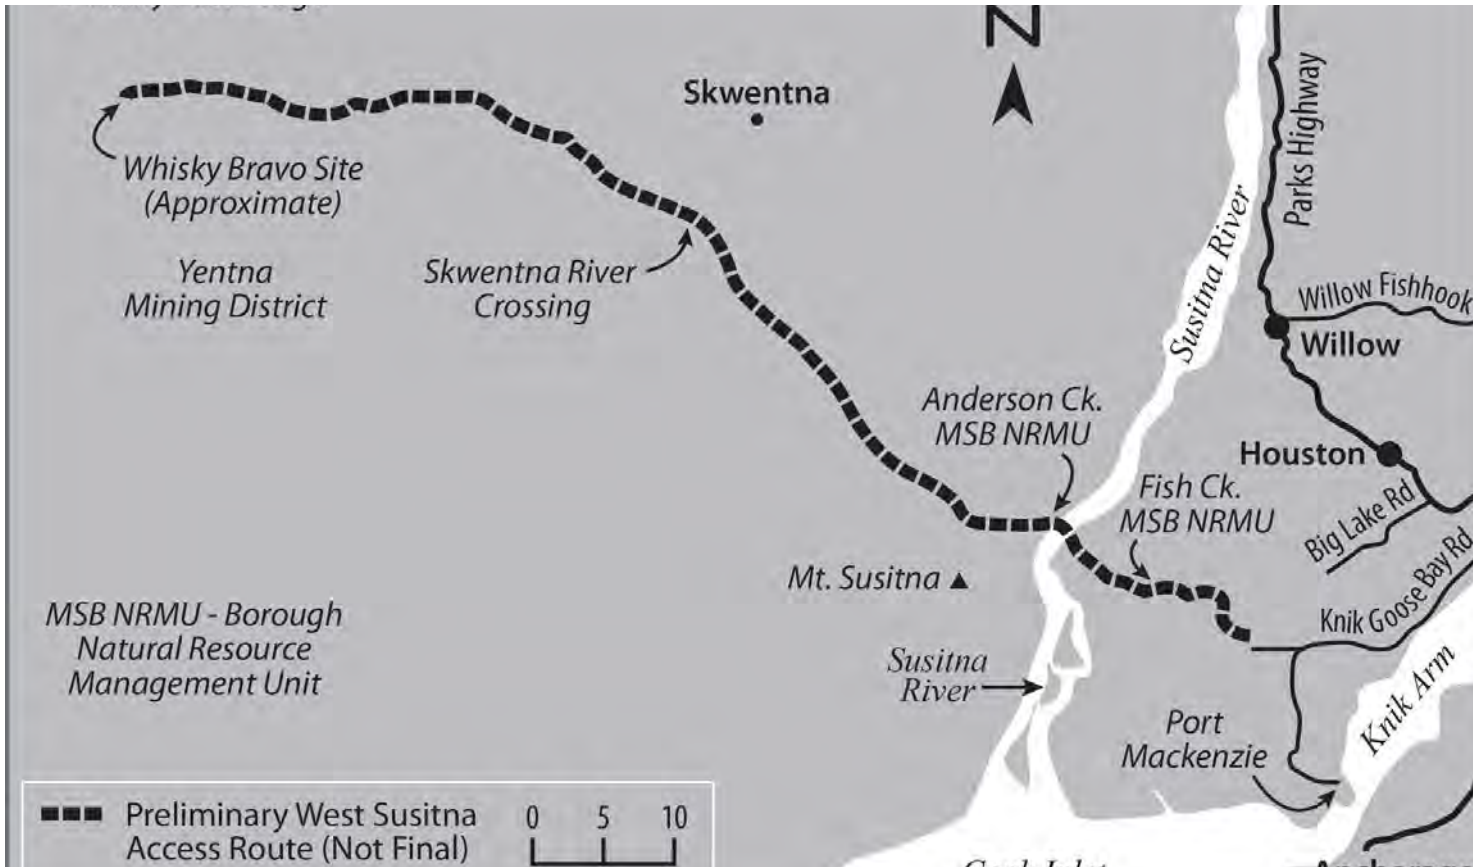 N
Skwentna
Parks Highway
Whisky Bravo Site
(Approximate)
Susitna River
Yentna
Mining District
Skwentna River
Crossing
Willow Fishhook
Willow
Anderson Ck.
MSB NRMU
Houston
Fish Ck.
MSB NRMU
Big Lake Rd
Mt. Susitna
Knik Goose Bay Rd
MSB NRMU - Borough
Natural Resource
Management Unit
Susitna
River
Knik Arm
Port
Mackenzie
Preliminary West Susitna
Access Route (Not Final)
0 5 10